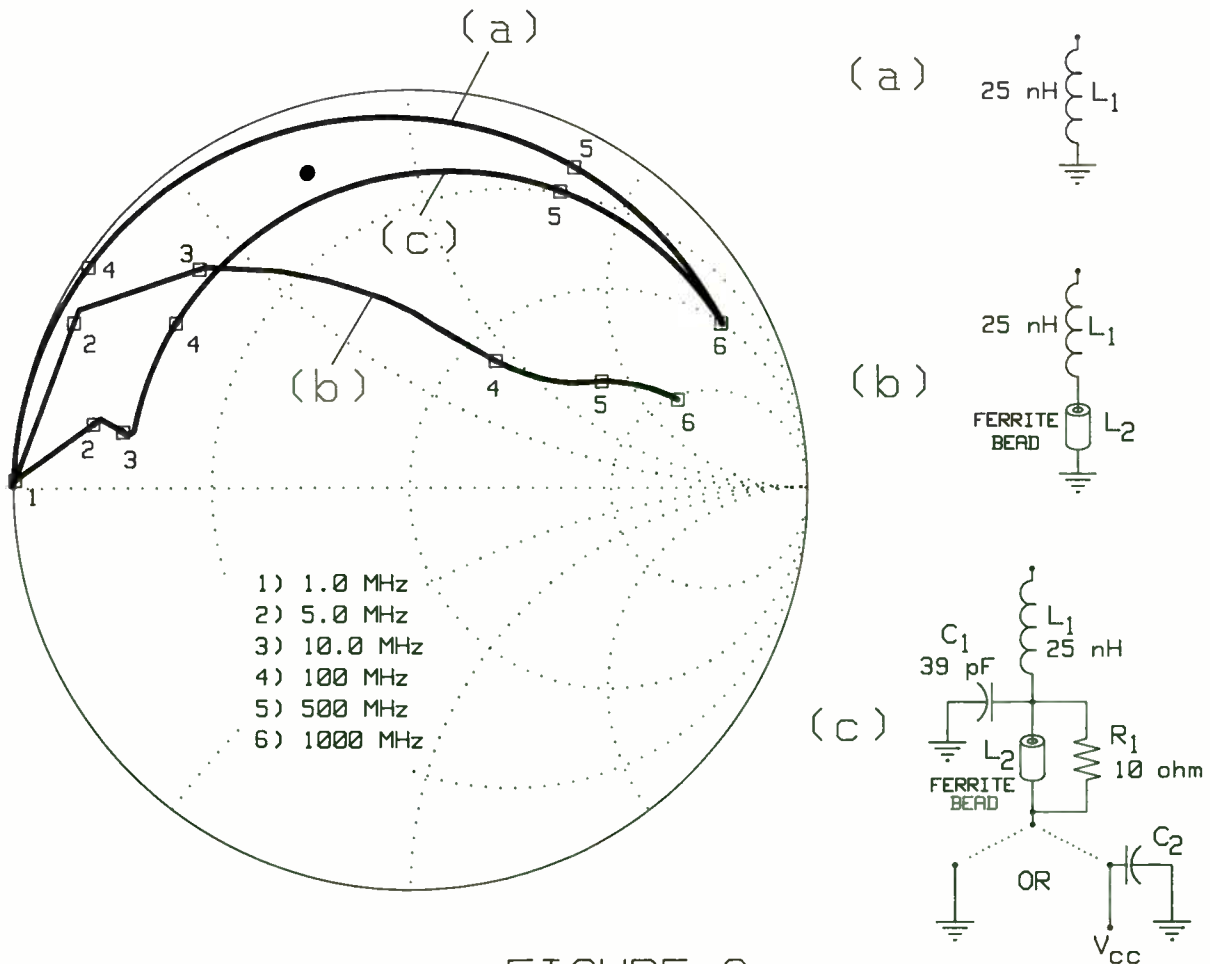 (a)
5
5
(c)
4
3
2
4
6
(b)
4
5
6
2
3
1
1) 1.0 MHz
2) 5.0 MHz
3) 10.0 MHz
4) 100 MHz
5) 500 MHz
6) 1000 MHz
(a)
25 nH L1
(b)
25 nH L1
FERRITE BEAD L2
(c)
L1
25 nH
C1
39 pF
L2
FERRITE
BEAD
R1
10 ohm
OR
C2
Vcc